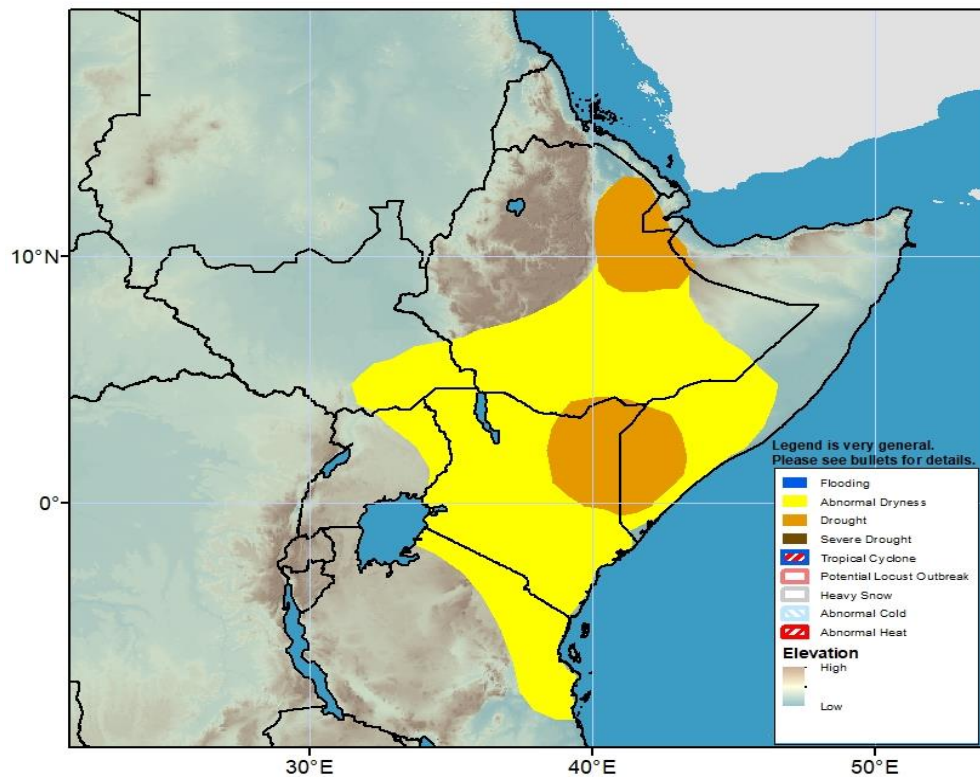 10°N
0°
30°E
40°E
50°E
Legend is very general.
Please see bullets for details.
Flooding
Abnormal Dryness
Drought
Severe Drought
Tropical Cyclone
Potential Locust Outbreak
Heavy Snow
Abnormal Cold
Abnormal Heat
Elevation
High
Low